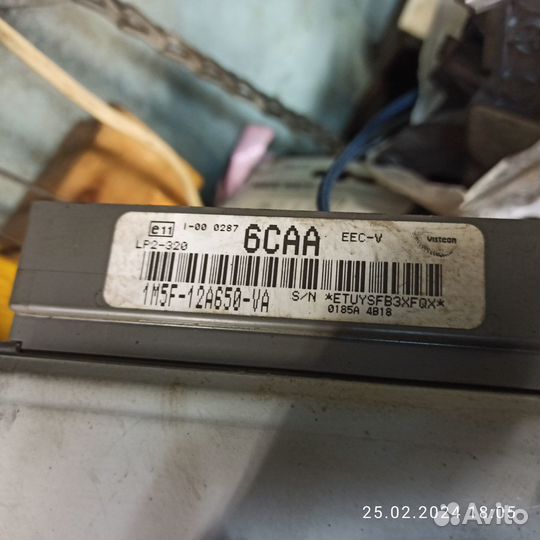 e11 I-00 0287 6CAA EEC-V Visteon
LP2-320
1M5F-12A650-VA S/N *ETUYSFB3XFQX*
0185A 4B18
25.02.2024 18:05
Avito